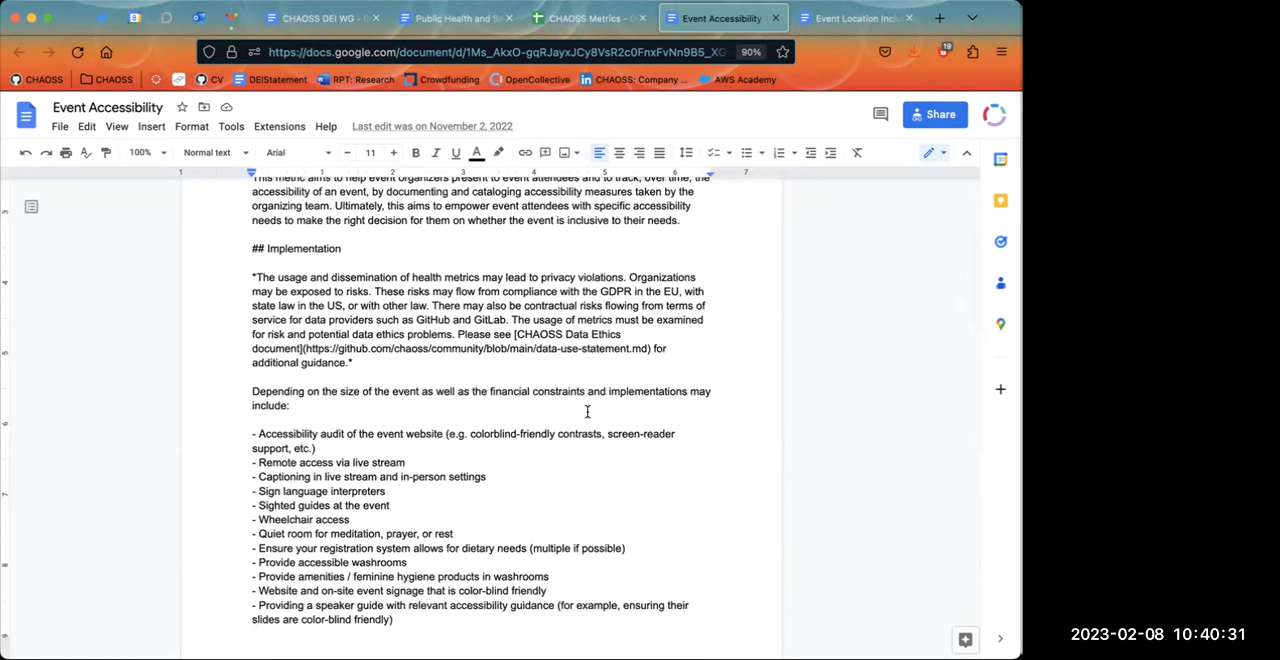 CHAOSS DEI WG - 
Public Health and S
CHAOSS Metrics - 
Event Accessibility
Event Location Incl
https://docs.google.com/document/d/1Ms_AkxO-gqRJayxJCy8VsR2c0FnxFvNn9B5_XG
90%
19
CHAOSS
CHAOSS
CV
DEIStatement
RPT: Research
Crowdfunding
OpenCollective
CHAOSS: Company ...
AWS Academy
Event Accessibility
Share
File Edit View Insert Format Tools Extensions Help Last edit was on November 2, 2022
100% Normal text Arial - 11 + B I U A
1 1 2 3 4 5 6 7
This metric aims to help event organizers present to event attendees and to track, over time, the
accessibility of an event, by documenting and cataloging accessibility measures taken by the
organizing team. Ultimately, this aims to empower event attendees with specific accessibility
needs to make the right decision for them on whether the event is inclusive to their needs.
## Implementation
*The usage and dissemination of health metrics may lead to privacy violations. Organizations
may be exposed to risks. These risks may flow from compliance with the GDPR in the EU, with
state law in the US, or with other law. There may also be contractual risks flowing from terms of
service for data providers such as GitHub and GitLab. The usage of metrics must be examined
for risk and potential data ethics problems. Please see [CHAOSS Data Ethics
document](https://github.com/chaoss/community/blob/main/data-use-statement.md) for
additional guidance.*
Depending on the size of the event as well as the financial constraints and implementations may
include:
- Accessibility audit of the event website (e.g. colorblind-friendly contrasts, screen-reader
support, etc.)
- Remote access via live stream
- Captioning in live stream and in-person settings
- Sign language interpreters
- Sighted guides at the event
- Wheelchair access
- Quiet room for meditation, prayer, or rest
- Ensure your registration system allows for dietary needs (multiple if possible)
- Provide accessible washrooms
- Provide amenities / feminine hygiene products in washrooms
- Website and on-site event signage that is color-blind friendly
- Providing a speaker guide with relevant accessibility guidance (for example, ensuring their
slides are color-blind friendly)
2023-02-08 10:40:31